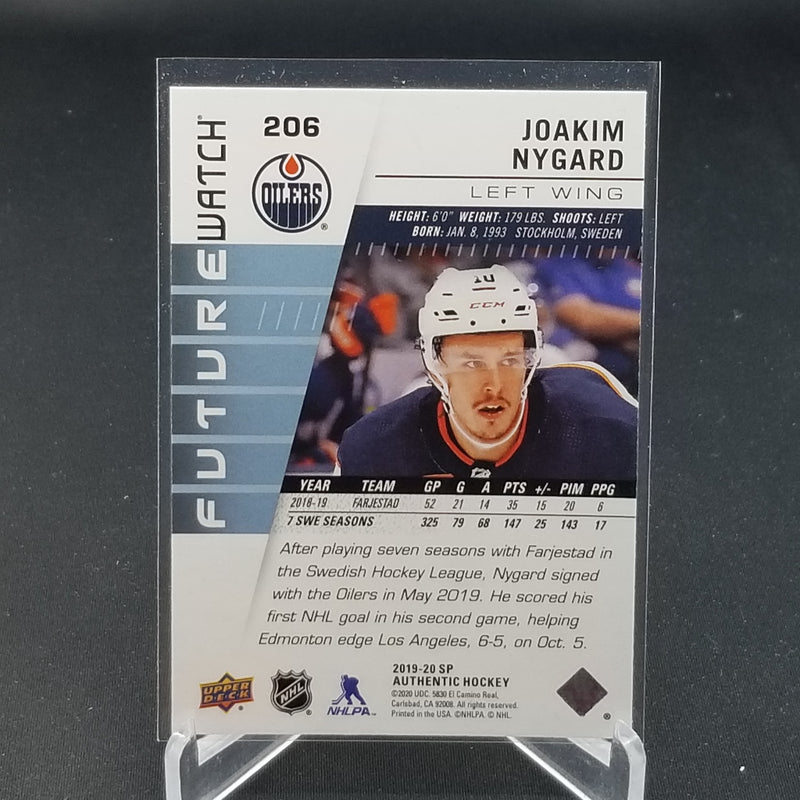 206
FUTURE WATCH®
OILERS
®
JOAKIM
NYGARD
LEFT WING
HEIGHT: 6'0" WEIGHT: 179 LBS. SHOOTS: LEFT
BORN: JAN. 8, 1993 STOCKHOLM, SWEDEN
10
CCM
YEAR TEAM GP G A PTS +/- PIM PPG
2018-19 FARJESTAD 52 21 14 35 15 20 6
7 SWE SEASONS 325 79 68 147 25 143 17
After playing seven seasons with Farjestad in
the Swedish Hockey League, Nygard signed
with the Oilers in May 2019. He scored his
first NHL goal in his second game, helping
Edmonton edge Los Angeles, 6-5, on Oct. 5.
UPPER
DECK
NHL
NHLPA
2019-20 SP
AUTHENTIC HOCKEY
©2020 UDC. 5830 El Camino Real,
Carlsbad, CA 92008. All rights reserved.
Printed in the USA. ©NHLPA. © NHL.
®